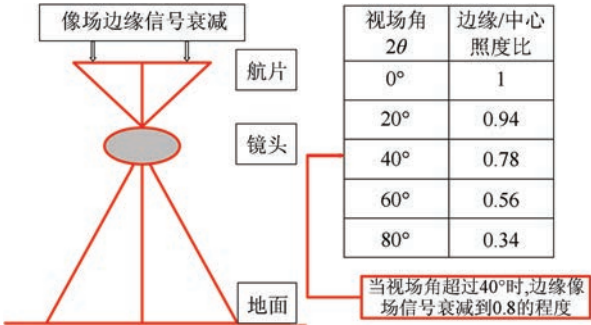 像场边缘信号衰减
航片
镜头
地面
视场角 边缘/中心
2θ 照度比
0° 1
20° 0.94
40° 0.78
60° 0.56
80° 0.34
当视场角超过40°时,边缘像
场信号衰减到0.8的程度